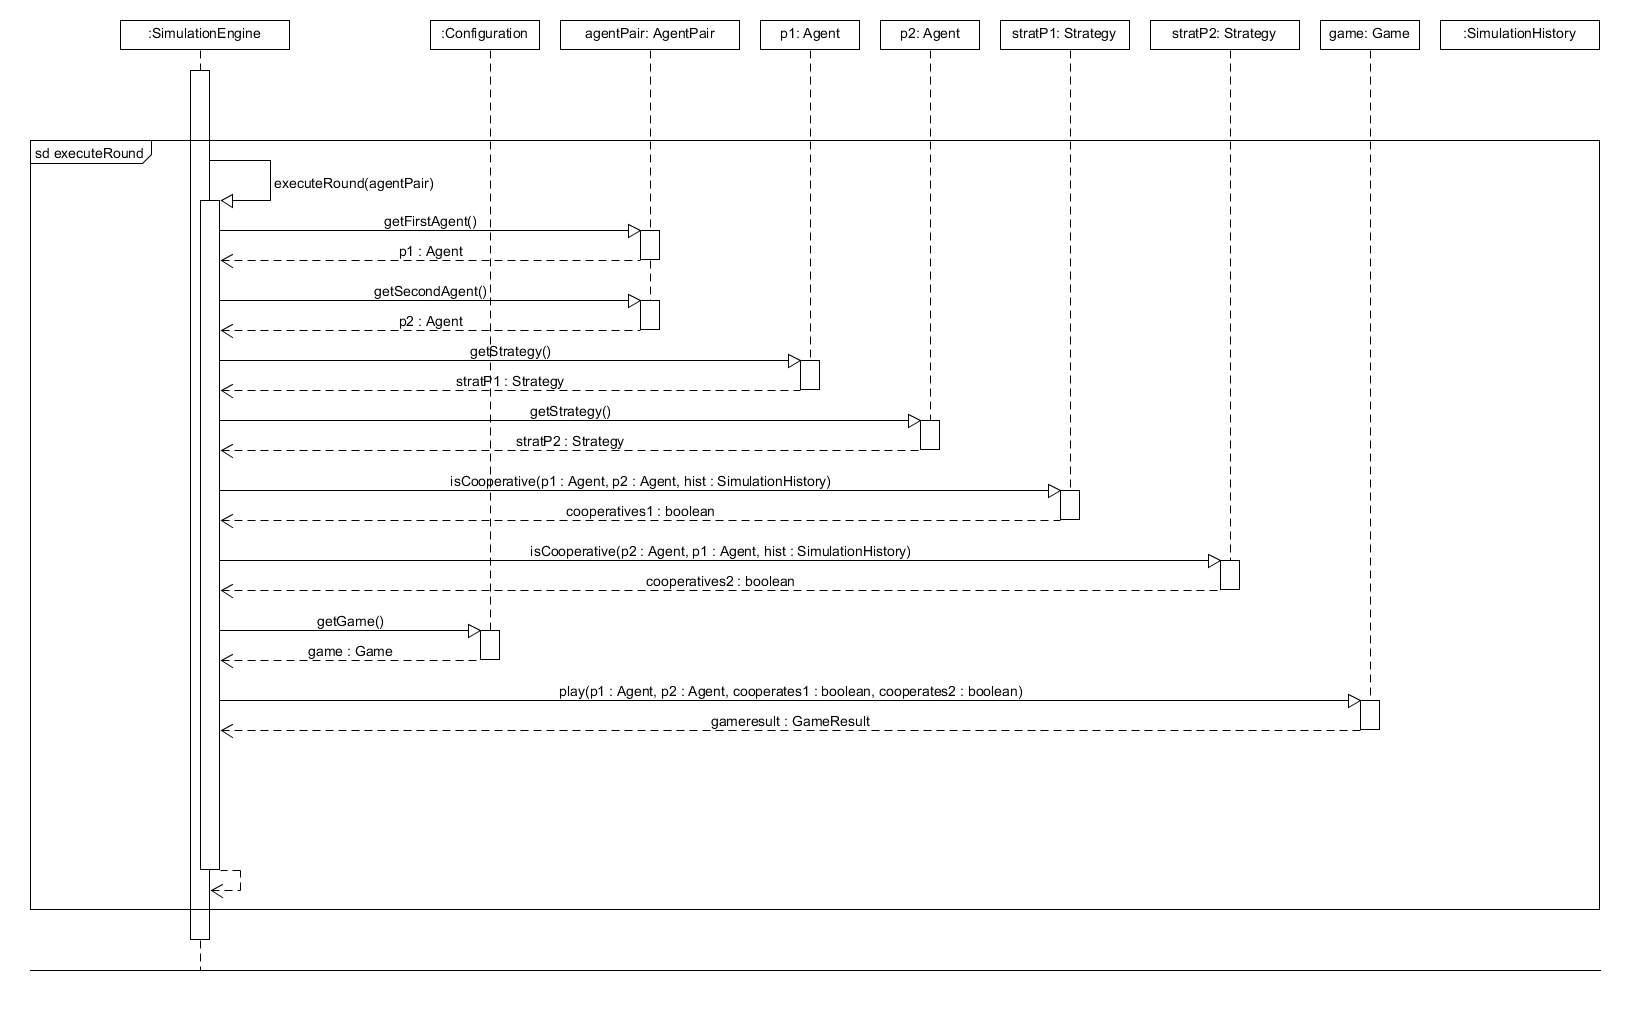 :SimulationEngine
:Configuration
agentPair: AgentPair
p1: Agent
p2: Agent
stratP1: Strategy
stratP2: Strategy
game: Game
:SimulationHistory
sd executeRound
executeRound(agentPair)
getFirstAgent()
p1 : Agent
getSecondAgent()
p2 : Agent
getStrategy()
stratP1 : Strategy
getStrategy()
stratP2 : Strategy
isCooperative(p1 : Agent, p2 : Agent, hist : SimulationHistory)
cooperatives1 : boolean
isCooperative(p2 : Agent, p1 : Agent, hist : SimulationHistory)
cooperatives2 : boolean
getGame()
game : Game
play(p1 : Agent, p2 : Agent, cooperates1 : boolean, cooperates2 : boolean)
gameresult : GameResult